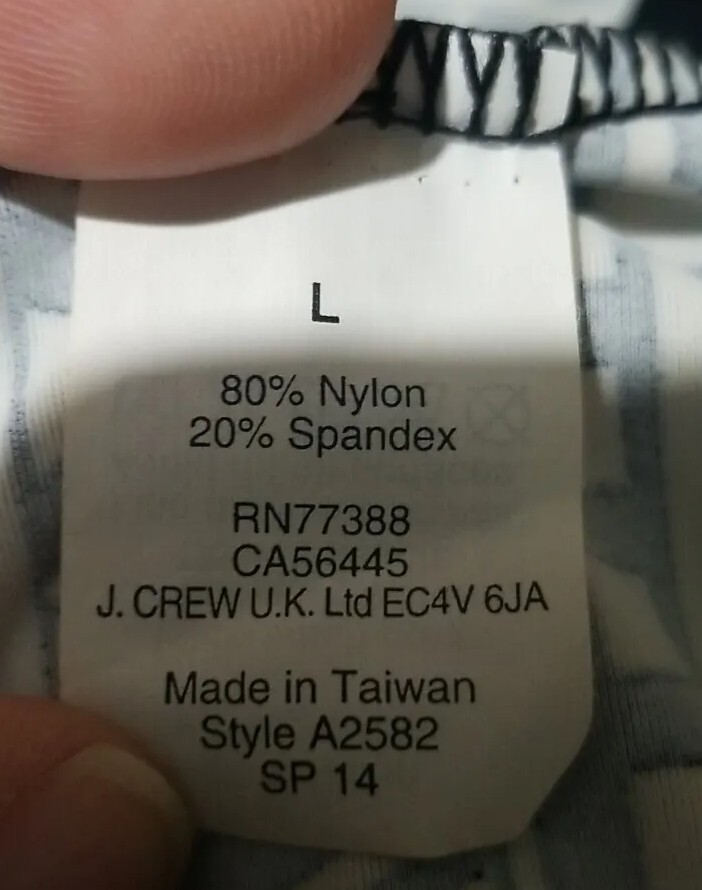 L
80% Nylon
20% Spandex
RN77388
CA56445
J. CREW U.K. Ltd EC4V 6JA
Made in Taiwan
Style A2582
SP 14